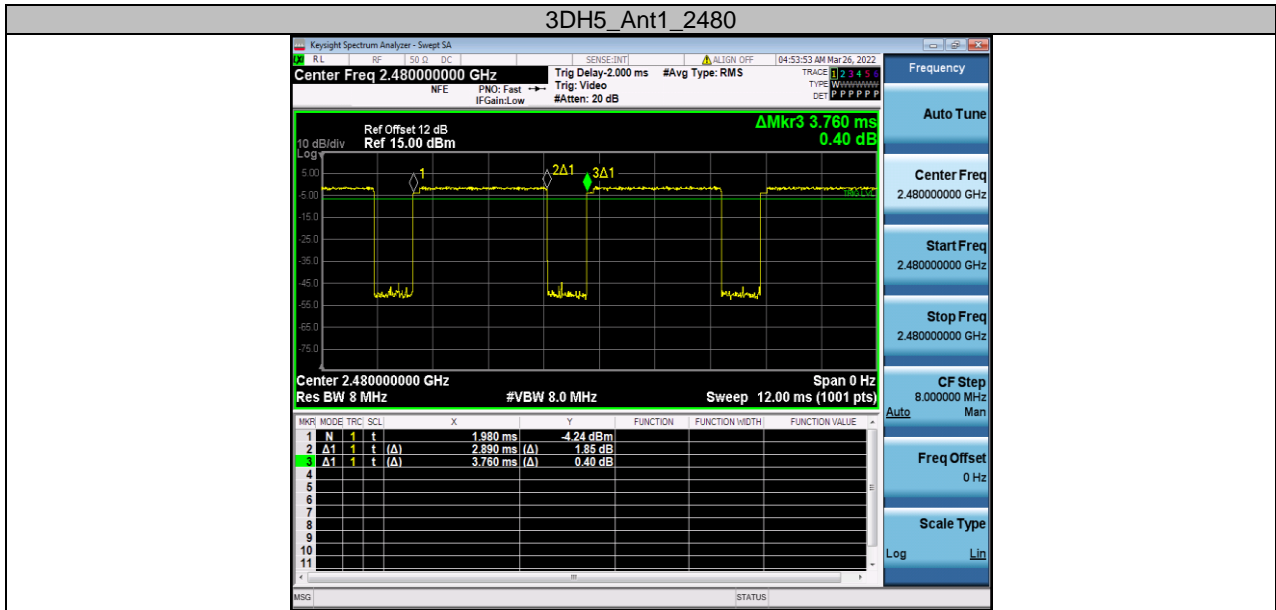 3DH5_Ant1_2480
Keysight Spectrum Analyzer - Swept SA
RL RF 50 Ω DC SENSE:INT ALIGN OFF 04:53:53 AM Mar 26, 2022
Center Freq 2.480000000 GHz
NFE
PNO: Fast
IFGain:Low
Trig Delay-2.000 ms
Trig: Video
#Atten: 20 dB
#Avg Type: RMS
TRACE 1 2 3 4 5 6
TYPE WWWWWW
DET P P P P P P
ΔMkr3 3.760 ms
0.40 dB
Ref Offset 12 dB
10 dB/div Ref 15.00 dBm
Log
5.00
-5.00
-15.0
-25.0
-35.0
-45.0
-55.0
-65.0
-75.0
1
2Δ1
3Δ1
TRIG LVL
Center 2.480000000 GHz Span 0 Hz
Res BW 8 MHz #VBW 8.0 MHz Sweep 12.00 ms (1001 pts)
MKR MODE TRC SCL X Y FUNCTION FUNCTION WIDTH FUNCTION VALUE
1 N 1 t 1.980 ms -4.24 dBm
2 Δ1 1 t (Δ) 2.890 ms (Δ) 1.85 dB
3 Δ1 1 t (Δ) 3.760 ms (Δ) 0.40 dB
4
5
6
7
8
9
10
11
MSG STATUS
Frequency
Auto Tune
Center Freq
2.480000000 GHz
Start Freq
2.480000000 GHz
Stop Freq
2.480000000 GHz
CF Step
8.000000 MHz
Auto Man
Freq Offset
0 Hz
Scale Type
Log Lin